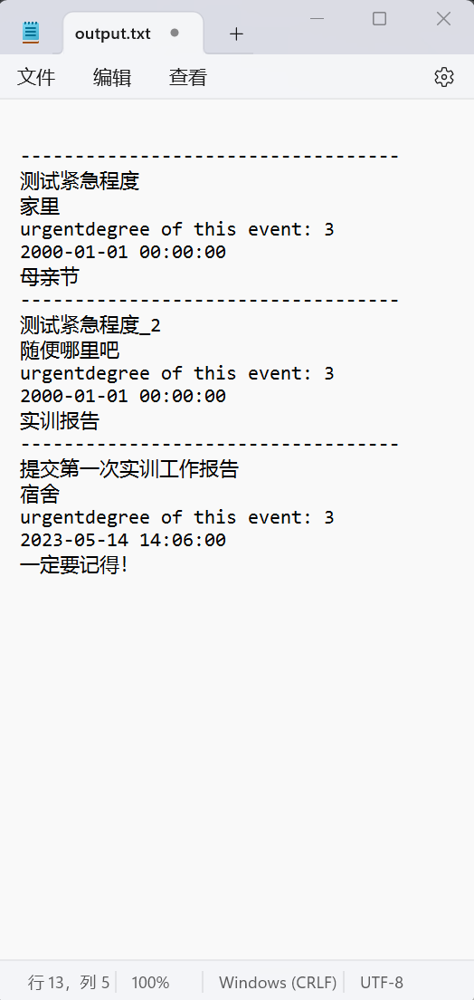 output.txt
文件 编辑 查看
-----------------------------------
测试紧急程度
家里
urgentdegree of this event: 3
2000-01-01 00:00:00
母亲节
-----------------------------------
测试紧急程度_2
随便哪里吧
urgentdegree of this event: 3
2000-01-01 00:00:00
实训报告
-----------------------------------
提交第一次实训工作报告
宿舍
urgentdegree of this event: 3
2023-05-14 14:06:00
一定要记得!
行 13，列 5 100% Windows (CRLF) UTF-8